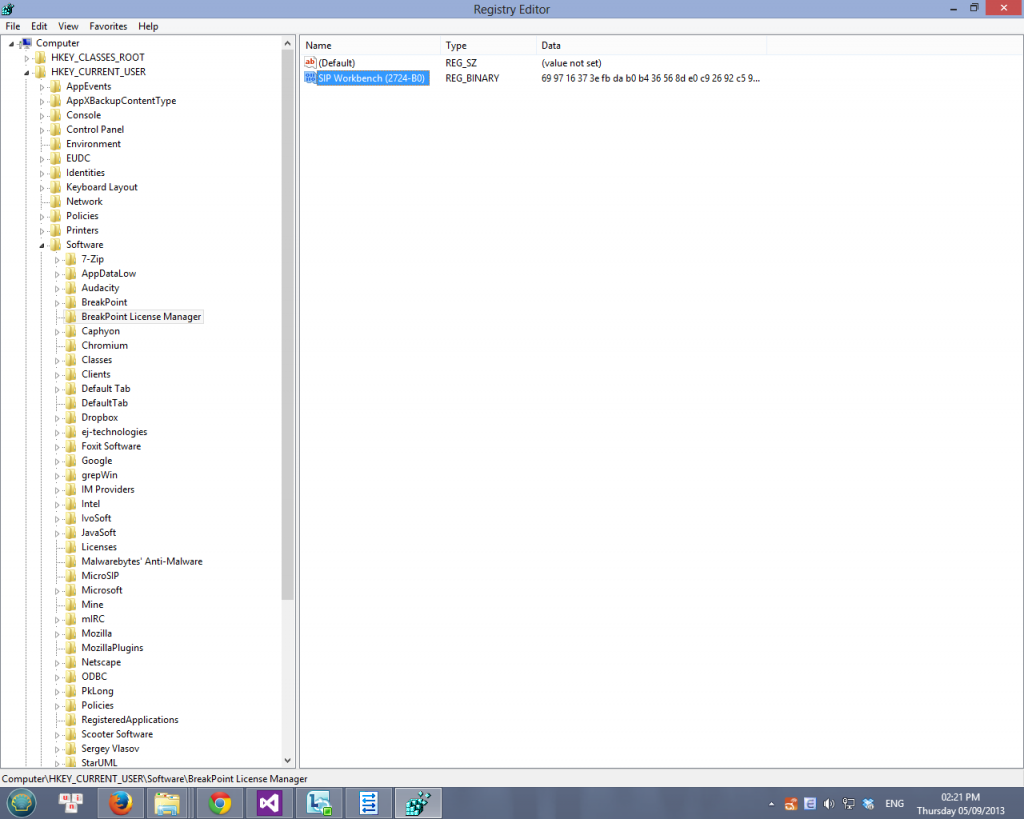 Registry Editor
File Edit View Favorites Help
Computer
HKEY_CLASSES_ROOT
HKEY_CURRENT_USER
AppEvents
AppXBackupContentType
Console
Control Panel
Environment
EUDC
Identities
Keyboard Layout
Network
Policies
Printers
Software
7-Zip
AppDataLow
Audacity
BreakPoint
BreakPoint License Manager
Caphyon
Chromium
Classes
Clients
Default Tab
DefaultTab
Dropbox
ej-technologies
Foxit Software
Google
grepWin
IM Providers
Intel
IvoSoft
JavaSoft
Licenses
Malwarebytes' Anti-Malware
MicroSIP
Microsoft
Mine
mIRC
Mozilla
MozillaPlugins
Netscape
ODBC
PkLong
Policies
RegisteredApplications
Scooter Software
Sergey Vlasov
StarUML
Name Type Data
(Default) REG_SZ (value not set)
SIP Workbench (2724-B0) REG_BINARY 69 97 16 37 3e fb da b0 b4 36 56 8d e0 c9 26 92 c5 9...
Computer\HKEY_CURRENT_USER\Software\BreakPoint License Manager
ENG
02:21 PM
Thursday 05/09/2013